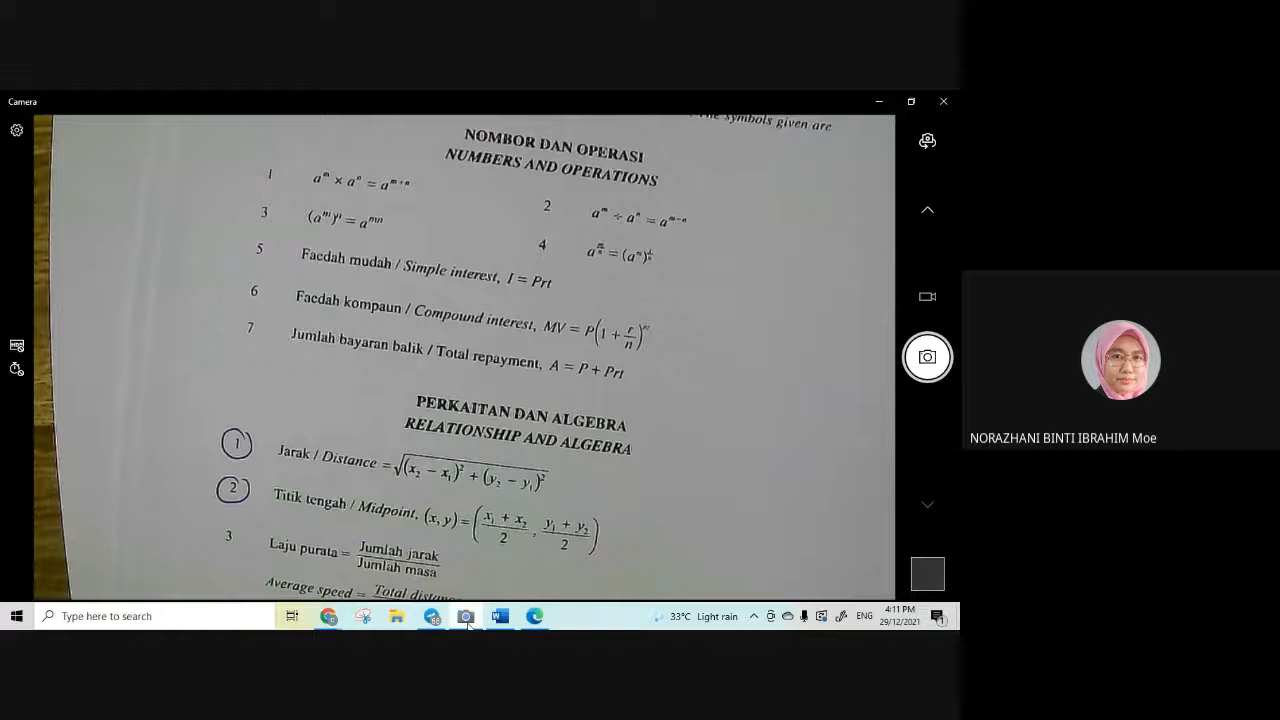 Camera
The symbols given are
NOMBOR DAN OPERASI
NUMBERS AND OPERATIONS
1 a^m × a^n = a^{m+n}
2 a^m ÷ a^n = a^{m−n}
3 (a^m)^n = a^{mn}
4 a^{m/n} = (a^m)^{1/n}
5 Faedah mudah / Simple interest, I = Prt
6 Faedah kompaun / Compound interest, MV = P(1 + r/n)^{nt}
7 Jumlah bayaran balik / Total repayment, A = P + Prt
PERKAITAN DAN ALGEBRA
RELATIONSHIP AND ALGEBRA
1 Jarak / Distance = √((x₂ − x₁)² + (y₂ − y₁)²)
2 Titik tengah / Midpoint, (x, y) = ((x₁ + x₂)/2, (y₁ + y₂)/2)
3 Laju purata = Jumlah jarak
Jumlah masa
Average speed = Total distan
NORAZHANI BINTI IBRAHIM Moe
Type here to search
33°C Light rain
ENG
4:11 PM
29/12/2021